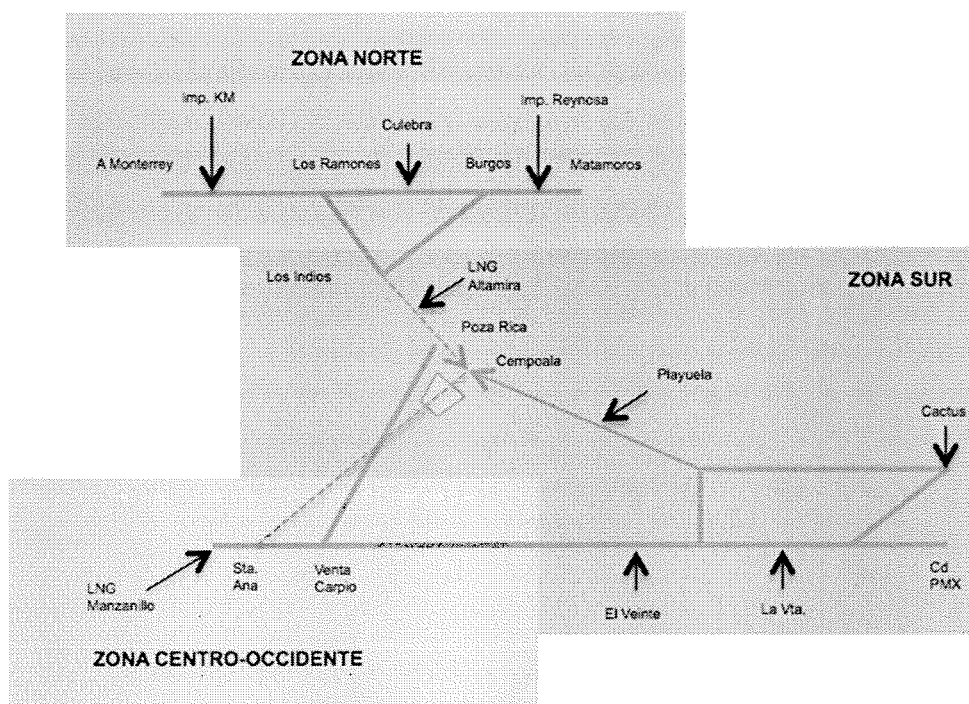 ZONA NORTE
Imp. KM
Imp. Reynosa
Culebra
A Monterrey
Los Ramones
Burgos
Matamoros
Los Indios
LNG
Altamira
ZONA SUR
Poza Rica
Cempoala
Playuela
Cactus
Sta.
Ana
Venta
Carpio
LNG
Manzanillo
El Veinte
La Vta.
Cd
PMX
ZONA CENTRO-OCCIDENTE